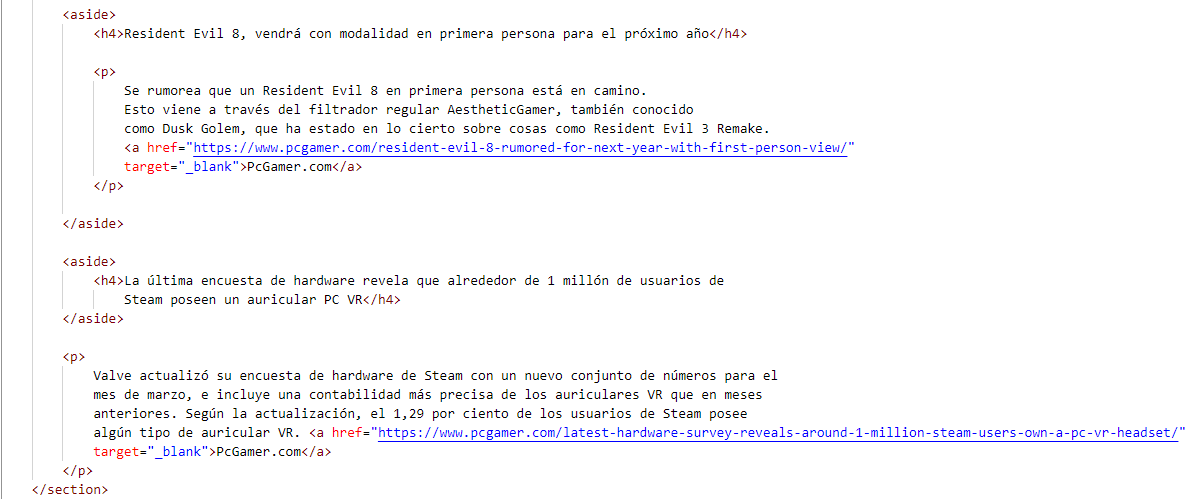 <aside>
<h4>Resident Evil 8, vendrá con modalidad en primera persona para el próximo año</h4>
<p>
Se rumorea que un Resident Evil 8 en primera persona está en camino.
Esto viene a través del filtrador regular AestheticGamer, también conocido
como Dusk Golem, que ha estado en lo cierto sobre cosas como Resident Evil 3 Remake.
<a href="https://www.pcgamer.com/resident-evil-8-rumored-for-next-year-with-first-person-view/"
target="_blank">PcGamer.com</a>
</p>
</aside>
<aside>
<h4>La última encuesta de hardware revela que alrededor de 1 millón de usuarios de
Steam poseen un auricular PC VR</h4>
</aside>
<p>
Valve actualizó su encuesta de hardware de Steam con un nuevo conjunto de números para el
mes de marzo, e incluye una contabilidad más precisa de los auriculares VR que en meses
anteriores. Según la actualización, el 1,29 por ciento de los usuarios de Steam posee
algún tipo de auricular VR. <a href="https://www.pcgamer.com/latest-hardware-survey-reveals-around-1-million-steam-users-own-a-pc-vr-headset/"
target="_blank">PcGamer.com</a>
</p>
</section>